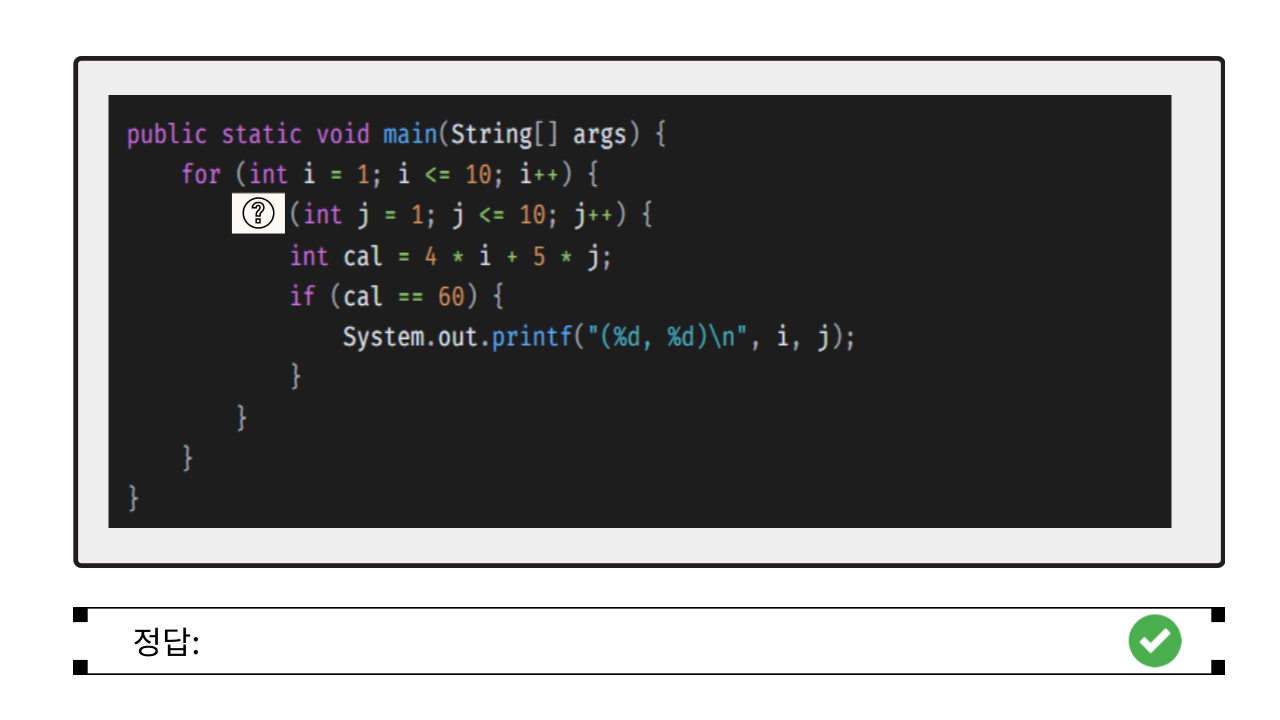 public static void main(String[] args) {
for (int i = 1; i <= 10; i++) {
? (int j = 1; j <= 10; j++) {
int cal = 4 * i + 5 * j;
if (cal == 60) {
System.out.printf("(%d, %d)\n", i, j);
}
}
}
}
정답: